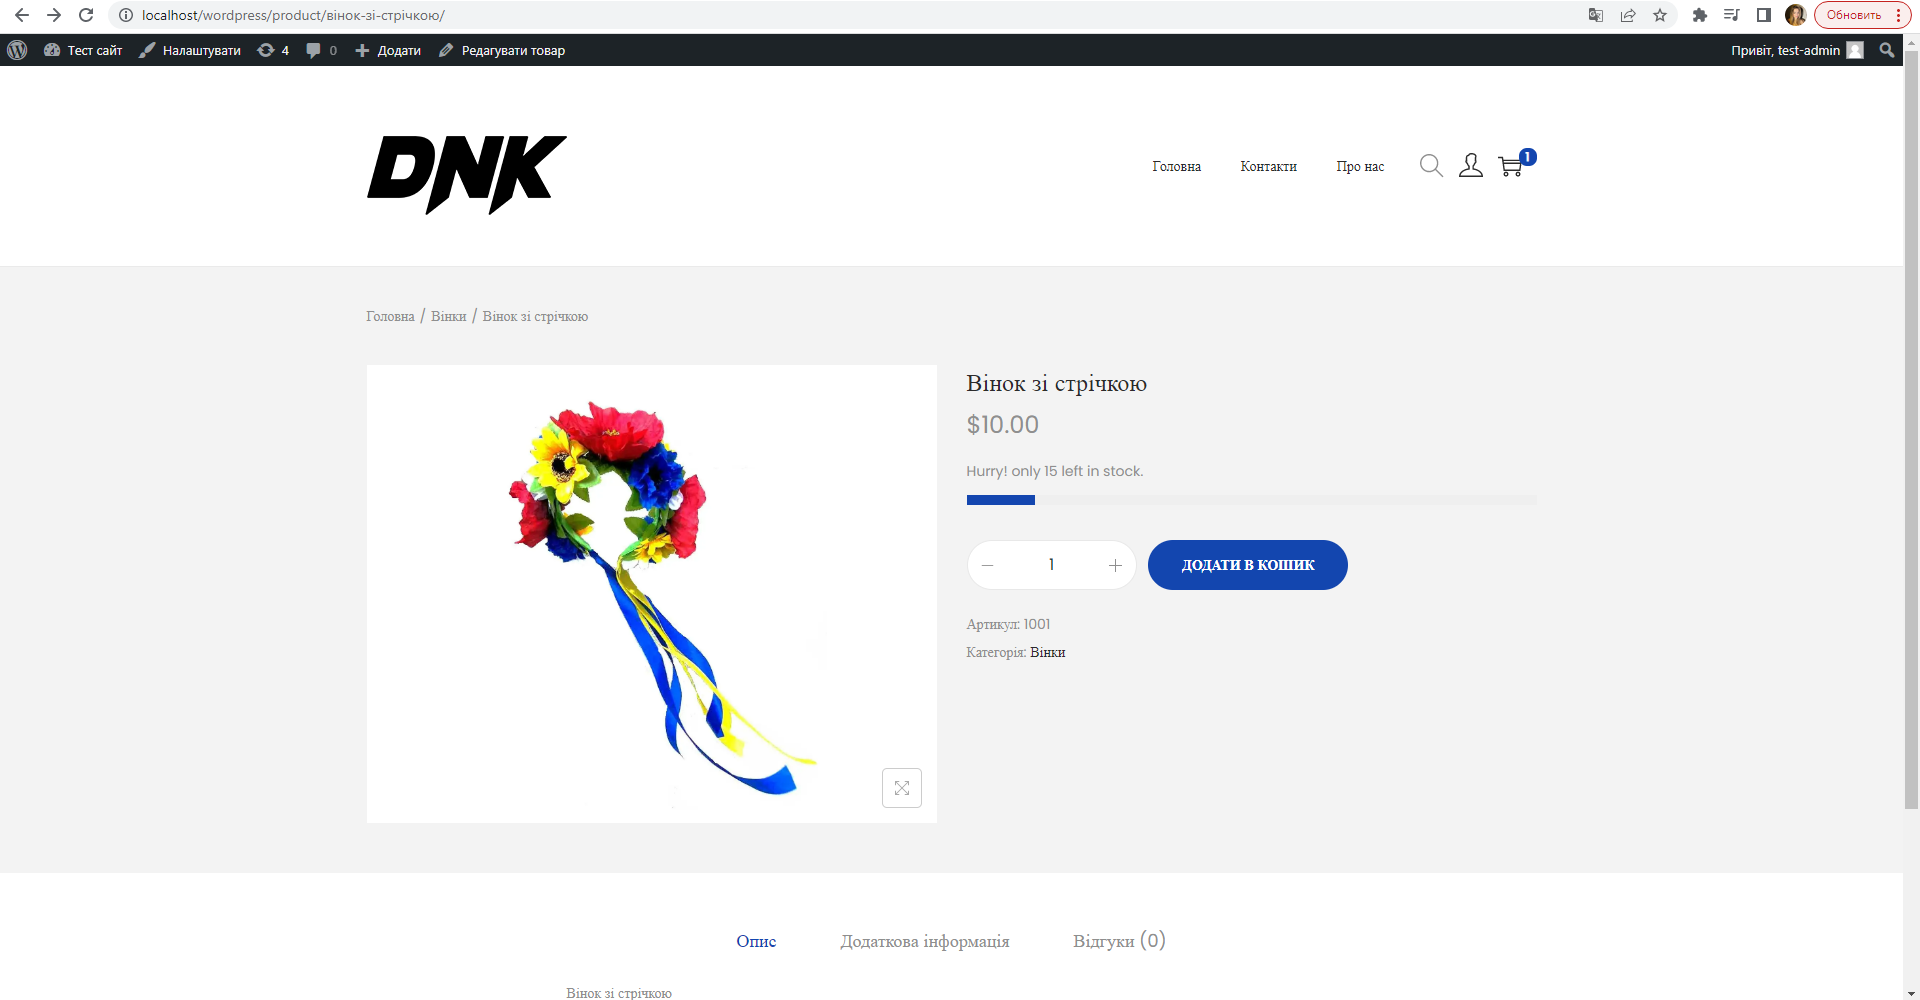 localhost/wordpress/product/вінок-зі-стрічкою/
Обновить
Тест сайт
Налаштувати
4
0
Додати
Редагувати товар
Привіт, test-admin
DNK
Головна
Контакти
Про нас
1
Головна / Вінки / Вінок зі стрічкою
Вінок зі стрічкою
$10.00
Hurry! only 15 left in stock.
1
ДОДАТИ В КОШИК
Артикул: 1001
Категорія: Вінки
Опис
Додаткова інформація
Відгуки (0)
Вінок зі стрічкою